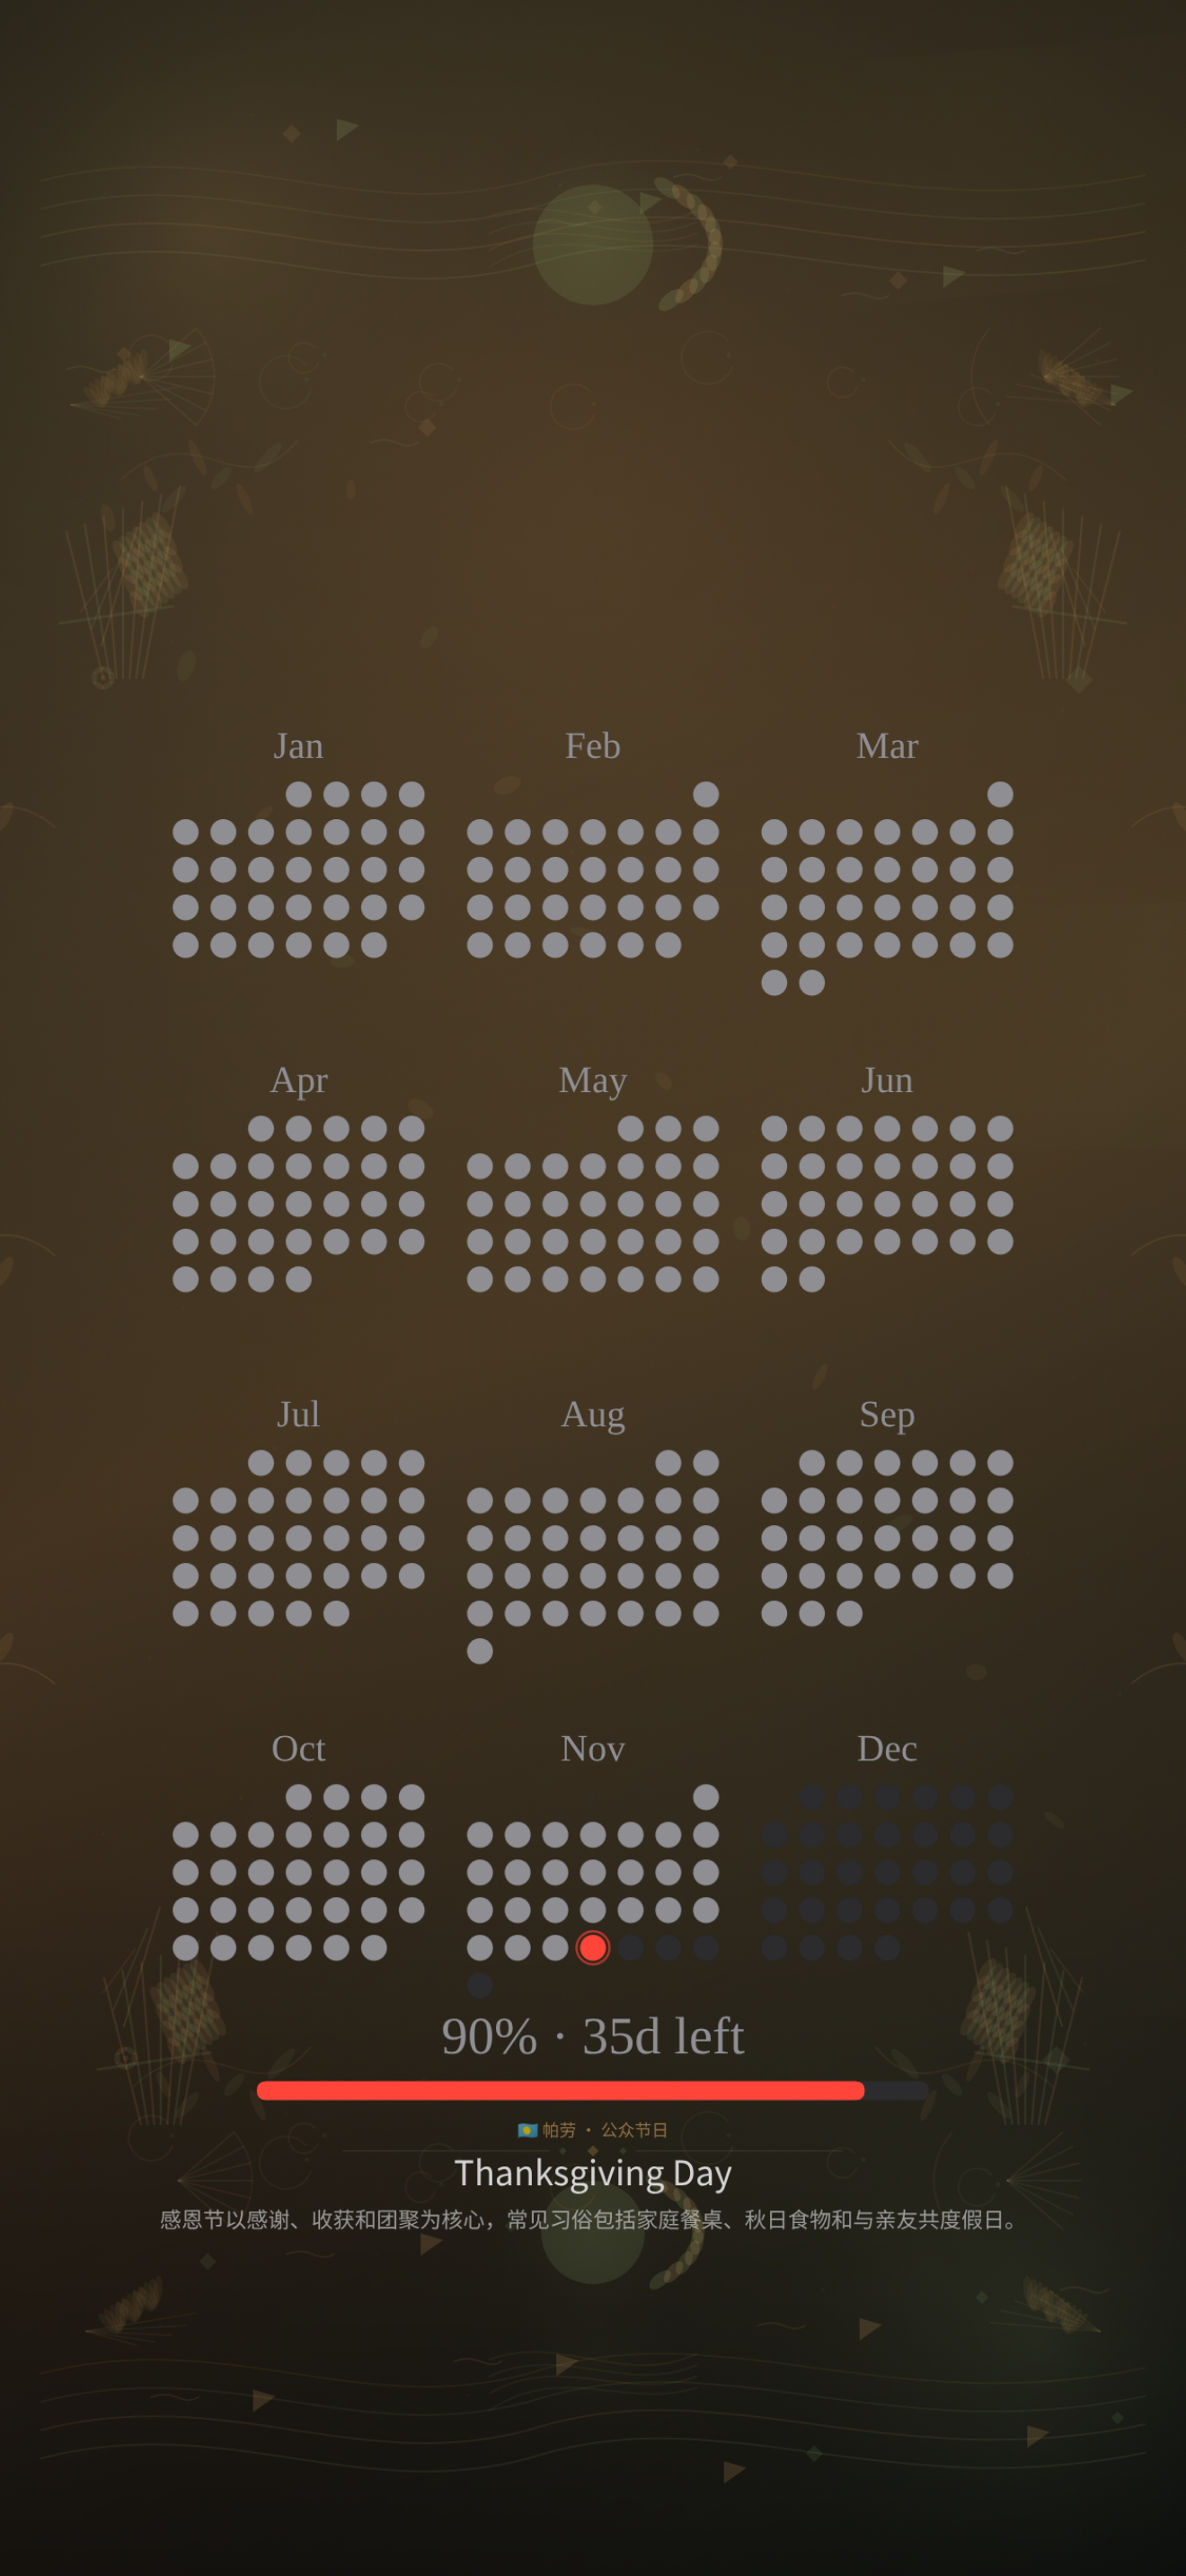 Jan Feb Mar
Apr May Jun
Jul Aug Sep
Oct Nov Dec
90% · 35d left
🇵🇼 帕劳 · 公众节日
Thanksgiving Day
感恩节以感谢、收获和团聚为核心，常见习俗包括家庭餐桌、秋日食物和与亲友共度假日。